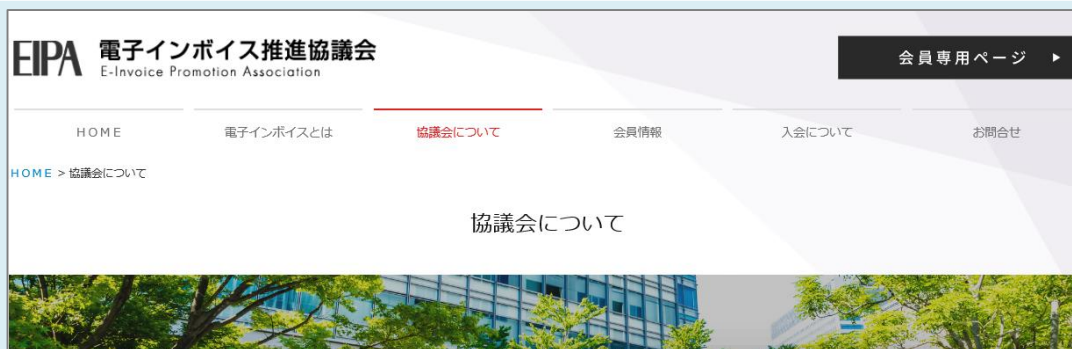 EIPA 電子インボイス推進協議会
E-Invoice Promotion Association
会員専用ページ ▶
HOME 電子インボイスとは 協議会について 会員情報 入会について お問合せ
HOME > 協議会について
協議会について